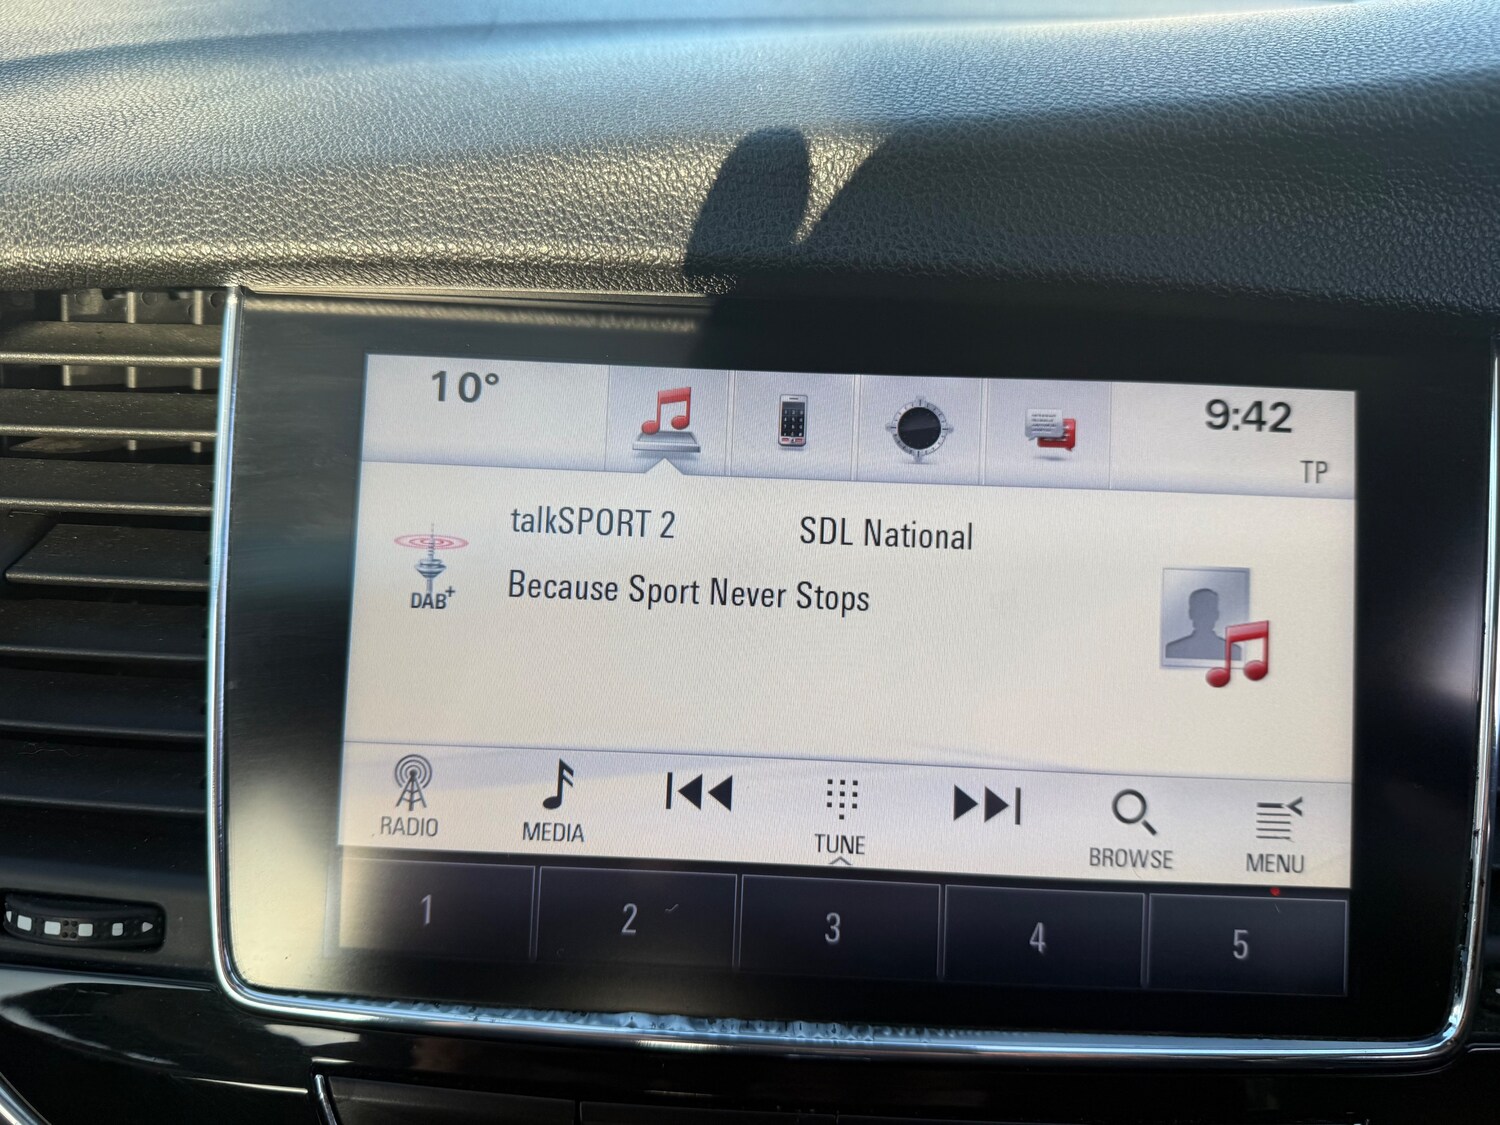 10°
9:42
TP
talkSPORT 2 SDL National
DAB+
Because Sport Never Stops
RADIO
MEDIA
TUNE
BROWSE
MENU
1 2 3 4 5